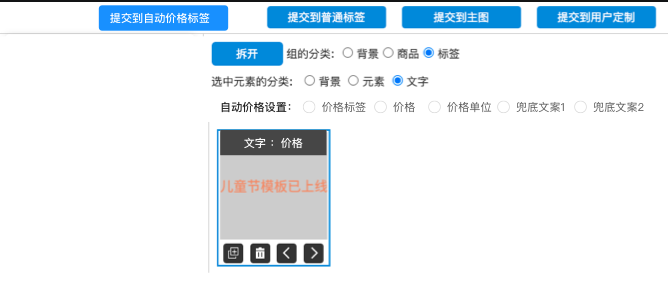 提交到自动价格标签 提交到普通标签 提交到主图 提交到用户定制
拆开 组的分类: 背景 商品 标签
选中元素的分类: 背景 元素 文字
自动价格设置: 价格标签 价格 价格单位 兜底文案1 兜底文案2
文字 : 价格
儿童节模板已上线